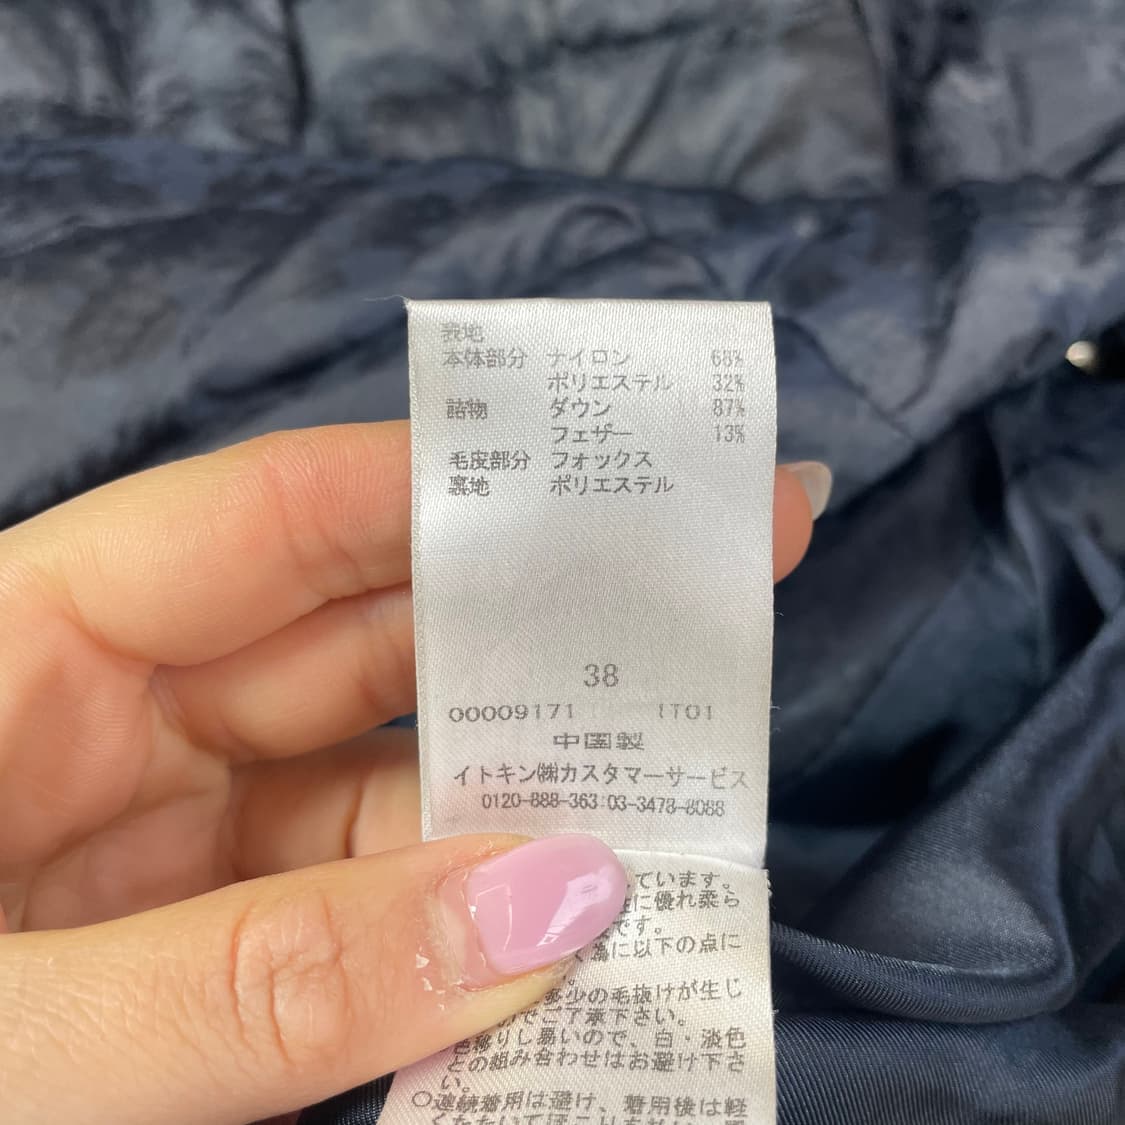 表地
本体部分 ナイロン 68%
ポリエステル 32%
詰物 ダウン 87%
フェザー 13%
毛皮部分 フォックス
裏地 ポリエステル
38
00009171 IT01
中国製
イトキン㈱カスタマーサービス
0120-888-363:03-3478-8088
ています。
に優れ柔ら
です。
為に以下の点に
多少の毛抜けが生じ
ご了承下さい。
色移りし易いので、白・淡色
との組み合わせはお避け下さ
い。
○連続着用は避け、着用後は軽